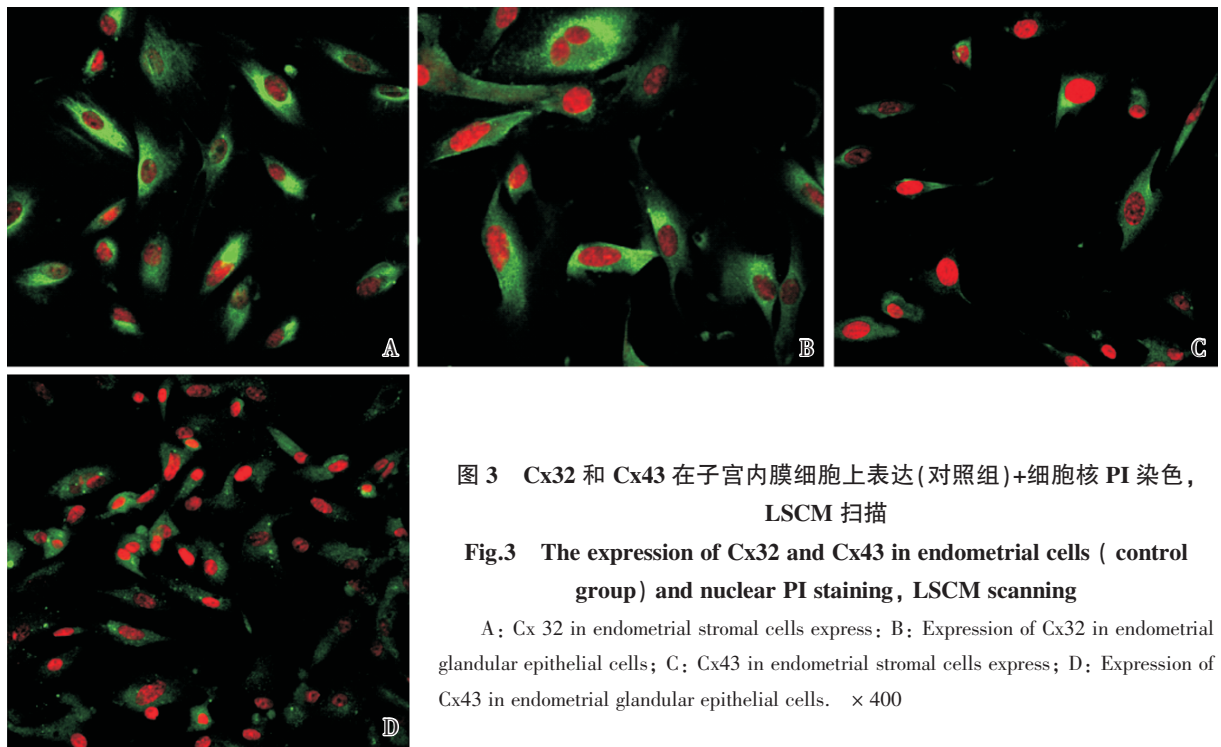 A
B
C
D
图 3 Cx32 和 Cx43 在子宫内膜细胞上表达(对照组)+细胞核 PI 染色，
LSCM 扫描
Fig.3 The expression of Cx32 and Cx43 in endometrial cells ( control
group) and nuclear PI staining, LSCM scanning
A: Cx 32 in endometrial stromal cells express; B: Expression of Cx32 in endometrial
glandular epithelial cells; C: Cx43 in endometrial stromal cells express; D: Expression of
Cx43 in endometrial glandular epithelial cells. × 400